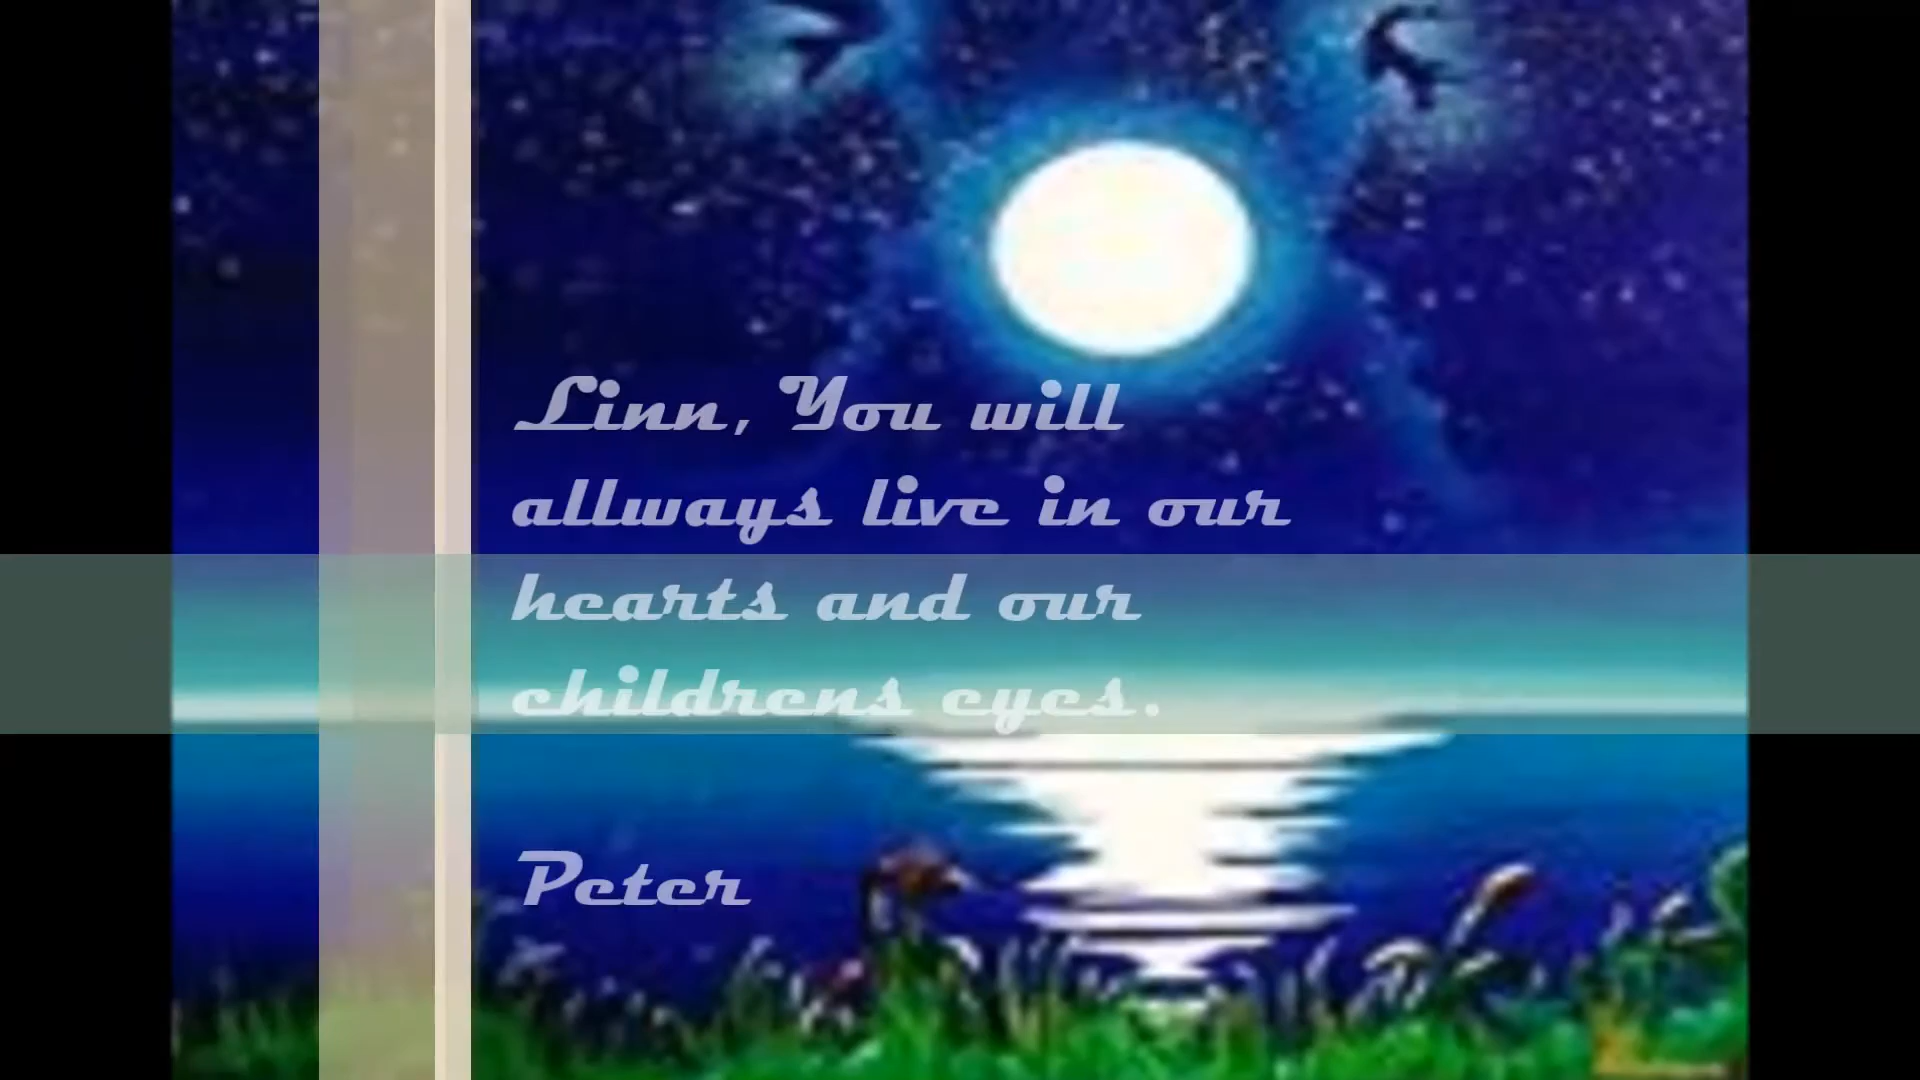 Linn, You will
allways live in our
hearts and our
childrens eyes.
Peter